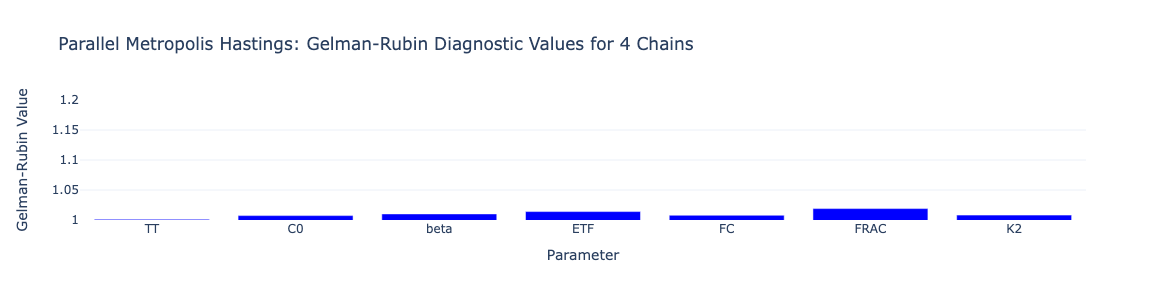 Parallel Metropolis Hastings: Gelman-Rubin Diagnostic Values for 4 Chains
Gelman-Rubin Value
1.2
1.15
1.1
1.05
1
TT C0 beta ETF FC FRAC K2
Parameter